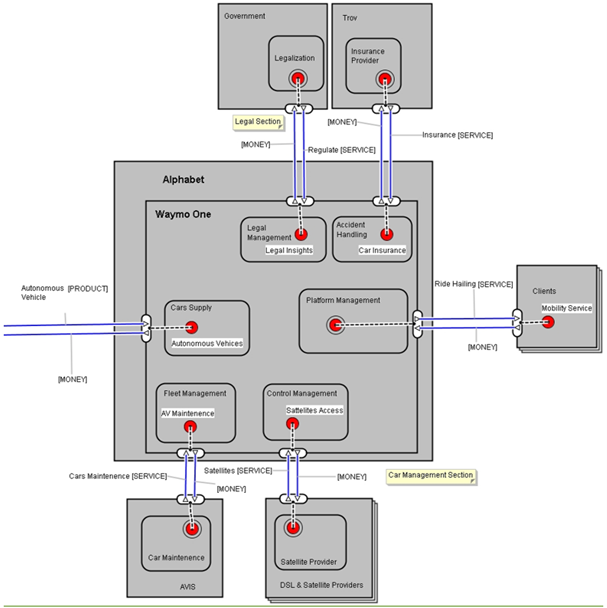 Government
Trov
Legalization
Insurance
Provider
Legal Section
[MONEY]
[MONEY]
Insurance [SERVICE]
Regulate [SERVICE]
Alphabet
Waymo One
Legal
Management
Legal Insights
Accident
Handling
Car Insurance
Autonomous [PRODUCT]
Vehicle
Ride Hailing [SERVICE]
Clients
Mobility Service
Cars Supply
Autonomous Vehices
Platform Management
[MONEY]
[MONEY]
Fleet Management
AV Maintenence
Control Management
Sattelites Access
Cars Maintenence [SERVICE]
Satellites [SERVICE]
[MONEY]
[MONEY]
Car Management Section
Car Maintenence
AVIS
Satellite Provider
DSL & Satellite Providers